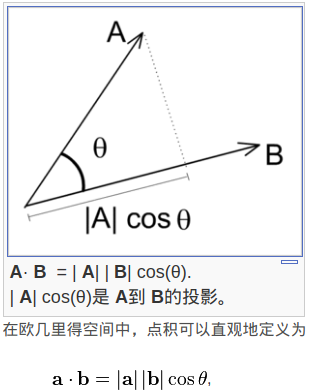 A
θ
B
|A| cos θ
A· B = | A| | B| cos(θ).
| A| cos(θ)是 A到 B的投影。
在欧几里得空间中，点积可以直观地定义为
a · b = |a| |b| cos θ,